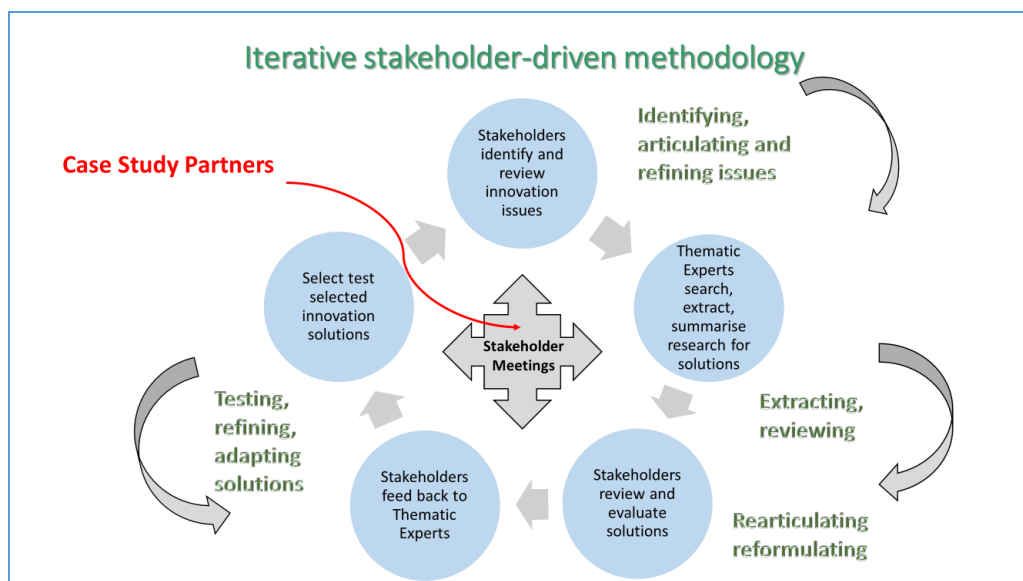 Iterative stakeholder-driven methodology
Case Study Partners
Stakeholders
identify and
review
innovation
issues
Identifying,
articulating and
refining issues
Thematic
Experts
search,
extract,
summarise
research for
solutions
Extracting,
reviewing
Stakeholders
review and
evaluate
solutions
Rearticulating
reformulating
Stakeholders
feed back to
Thematic
Experts
Testing,
refining,
adapting
solutions
Select test
selected
innovation
solutions
Stakeholder
Meetings